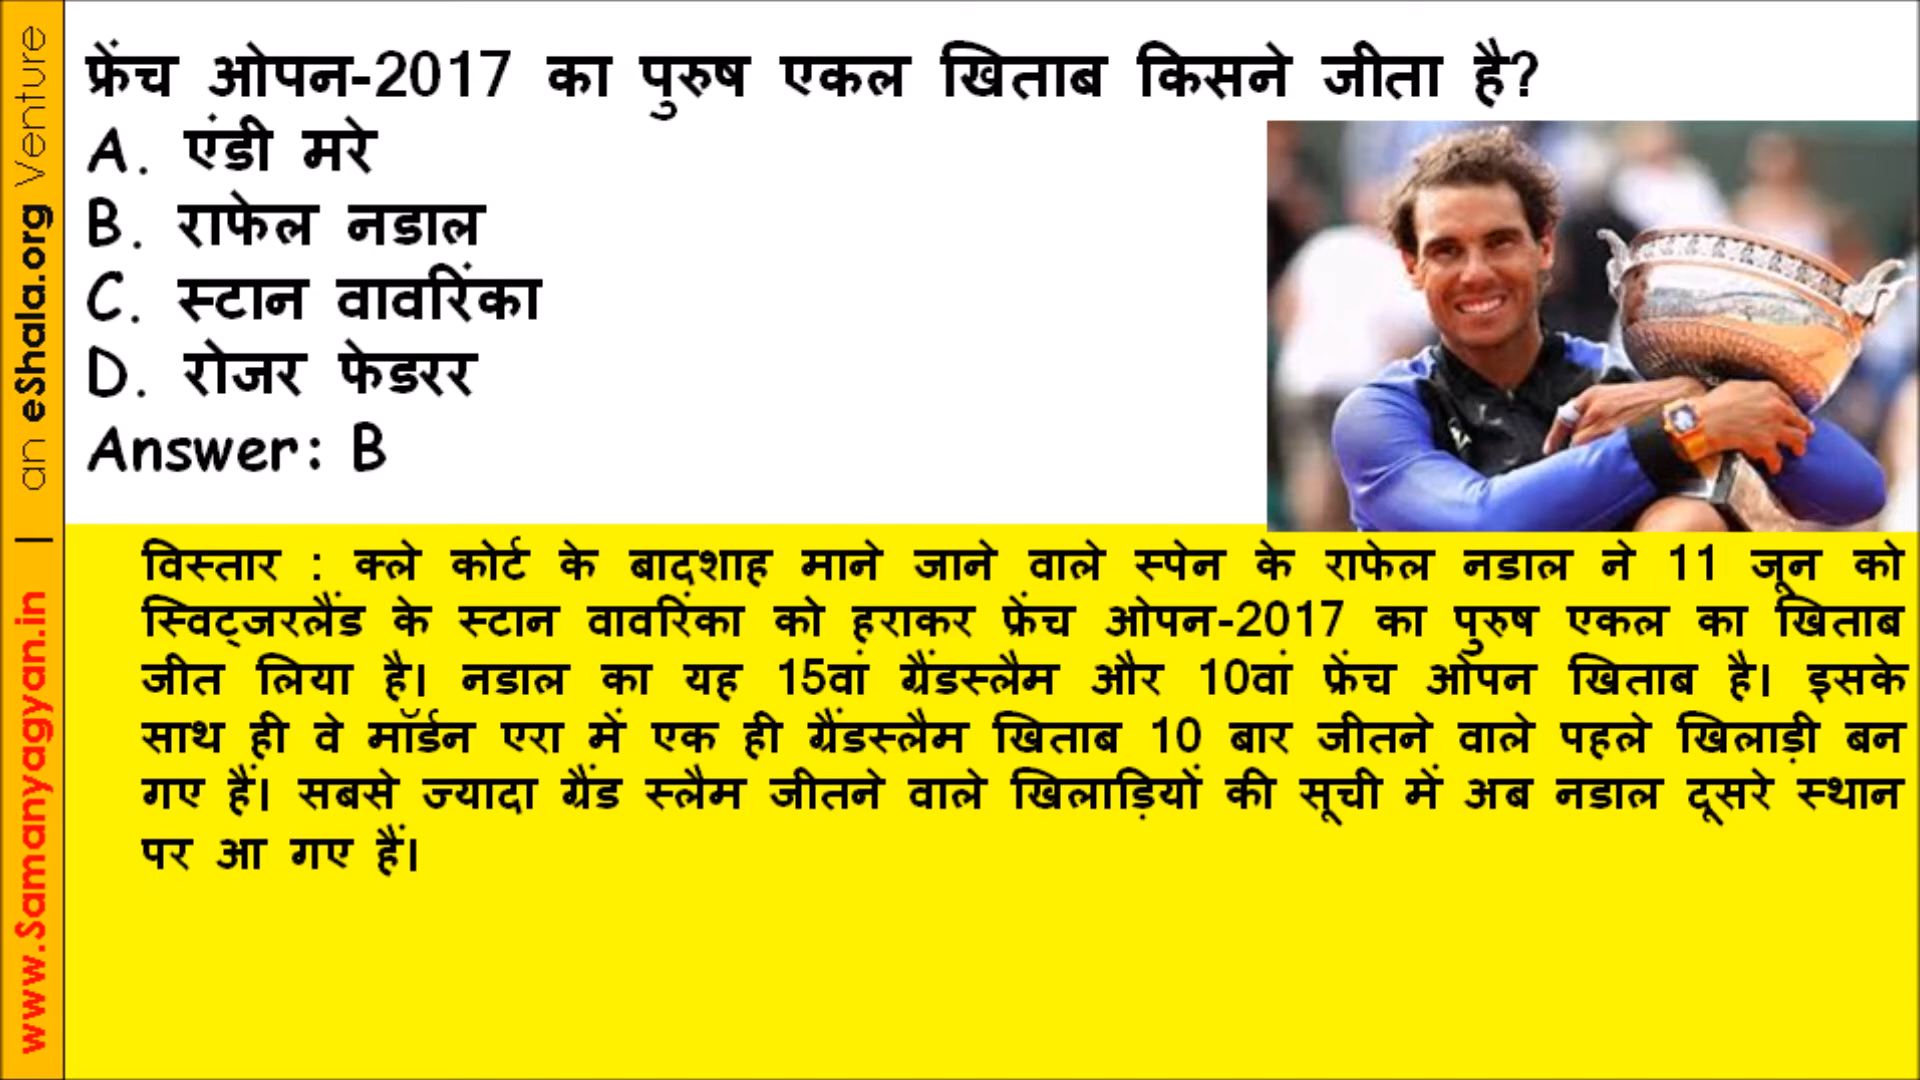 फ्रेंच ओपन-2017 का पुरुष एकल खिताब किसने जीता है?
A. एंडी मरे
B. राफेल नडाल
C. स्टान वावरिंका
D. रोजर फेडरर
Answer: B
विस्तार : क्ले कोर्ट के बादशाह माने जाने वाले स्पेन के राफेल नडाल ने 11 जून को
स्विट्जरलैंड के स्टान वावरिंका को हराकर फ्रेंच ओपन-2017 का पुरुष एकल का खिताब
जीत लिया है। नडाल का यह 15वां ग्रैंडस्लैम और 10वां फ्रेंच ओपन खिताब है। इसके
साथ ही वे मॉर्डन एरा में एक ही ग्रैंडस्लैम खिताब 10 बार जीतने वाले पहले खिलाड़ी बन
गए हैं। सबसे ज्यादा ग्रैंड स्लैम जीतने वाले खिलाड़ियों की सूची में अब नडाल दूसरे स्थान
पर आ गए हैं।
www.Samanyagyan.in | an eShala.org Venture